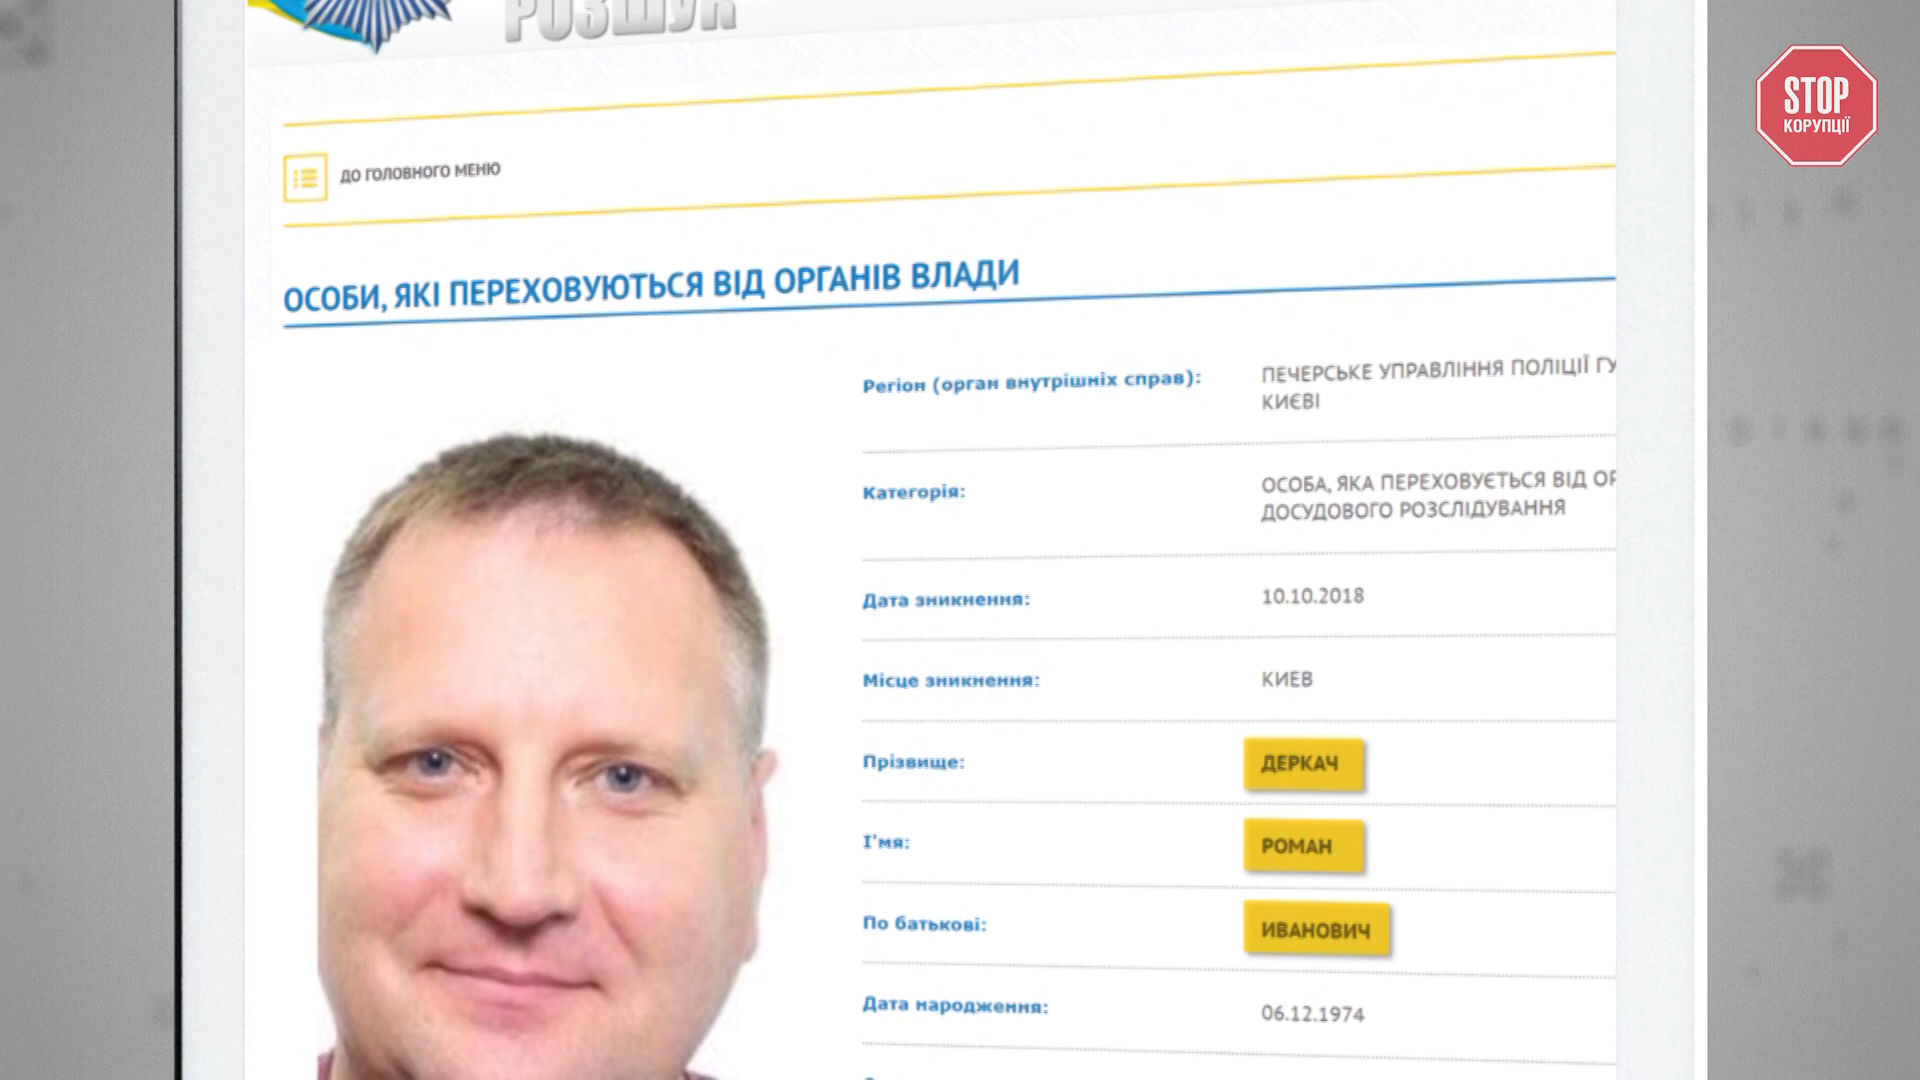 РОЗШУК
STOP
КОРУПЦІЇ
ДО ГОЛОВНОГО МЕНЮ
ОСОБИ, ЯКІ ПЕРЕХОВУЮТЬСЯ ВІД ОРГАНІВ ВЛАДИ
Регіон (орган внутрішніх справ): ПЕЧЕРСЬКЕ УПРАВЛІННЯ ПОЛІЦІЇ ГУ
КИЄВІ
Категорія: ОСОБА, ЯКА ПЕРЕХОВУЄТЬСЯ ВІД ОР
ДОСУДОВОГО РОЗСЛІДУВАННЯ
Дата зникнення: 10.10.2018
Місце зникнення: КИЕВ
Прізвище: ДЕРКАЧ
І'мя: РОМАН
По батькові: ИВАНОВИЧ
Дата народження: 06.12.1974